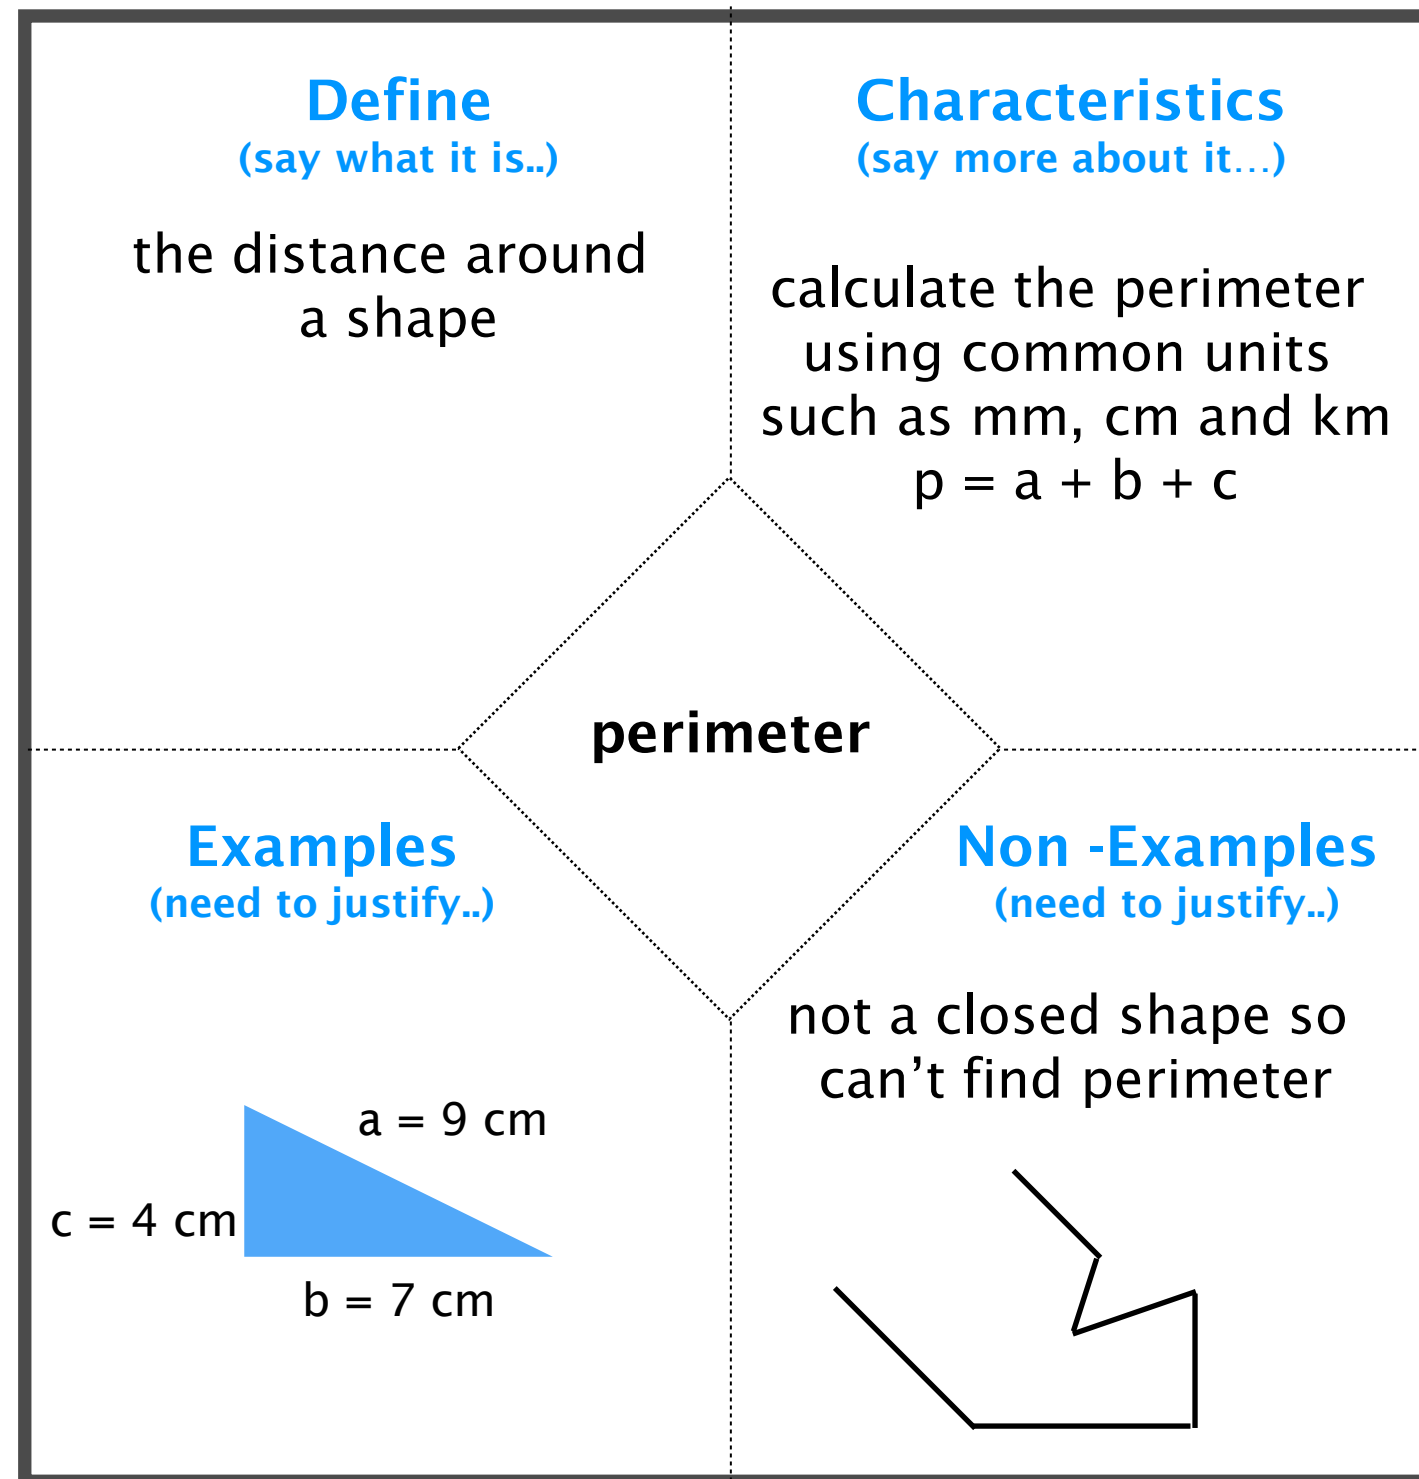 Define
(say what it is..)
the distance around
a shape
Characteristics
(say more about it...)
calculate the perimeter
using common units
such as mm, cm and km
p = a + b + c
perimeter
Examples
(need to justify..)
a = 9 cm
c = 4 cm
b = 7 cm
Non -Examples
(need to justify..)
not a closed shape so
can’t find perimeter